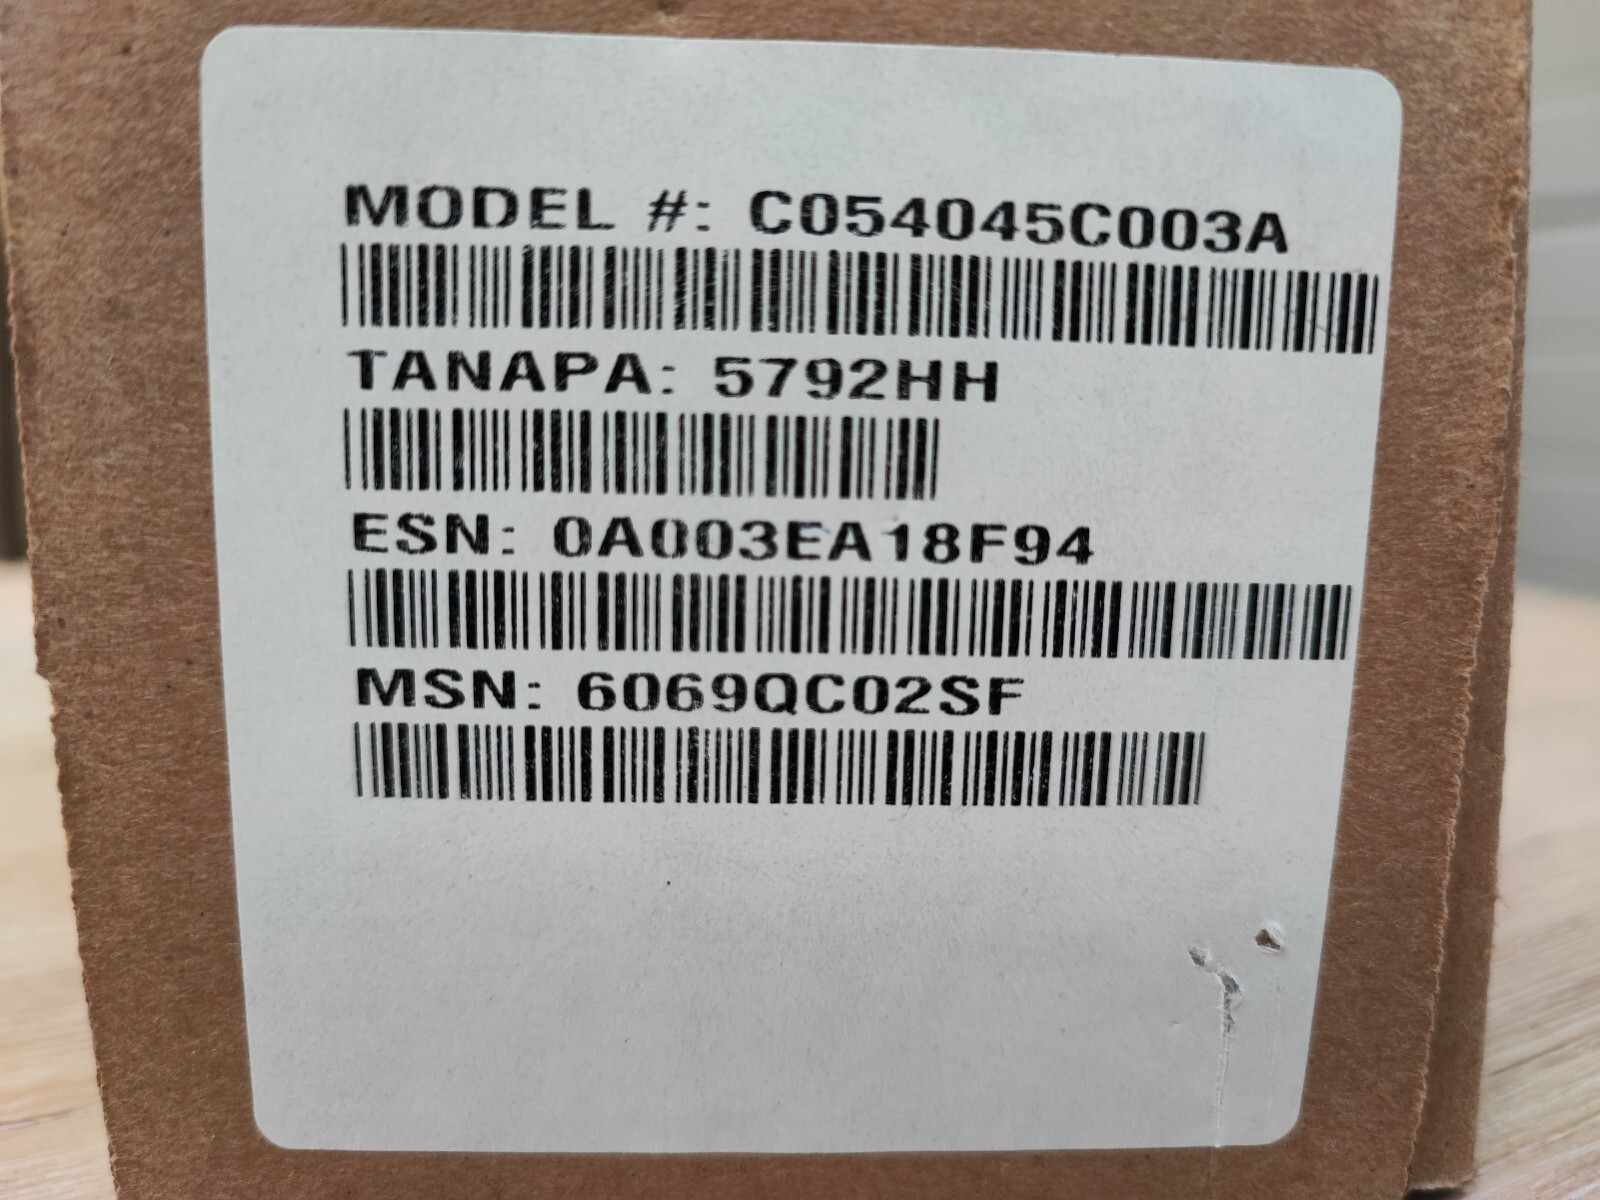 MODEL #: C054045C003A
TANAPA: 5792HH
ESN: 0A003EA18F94
MSN: 6069QC02SF